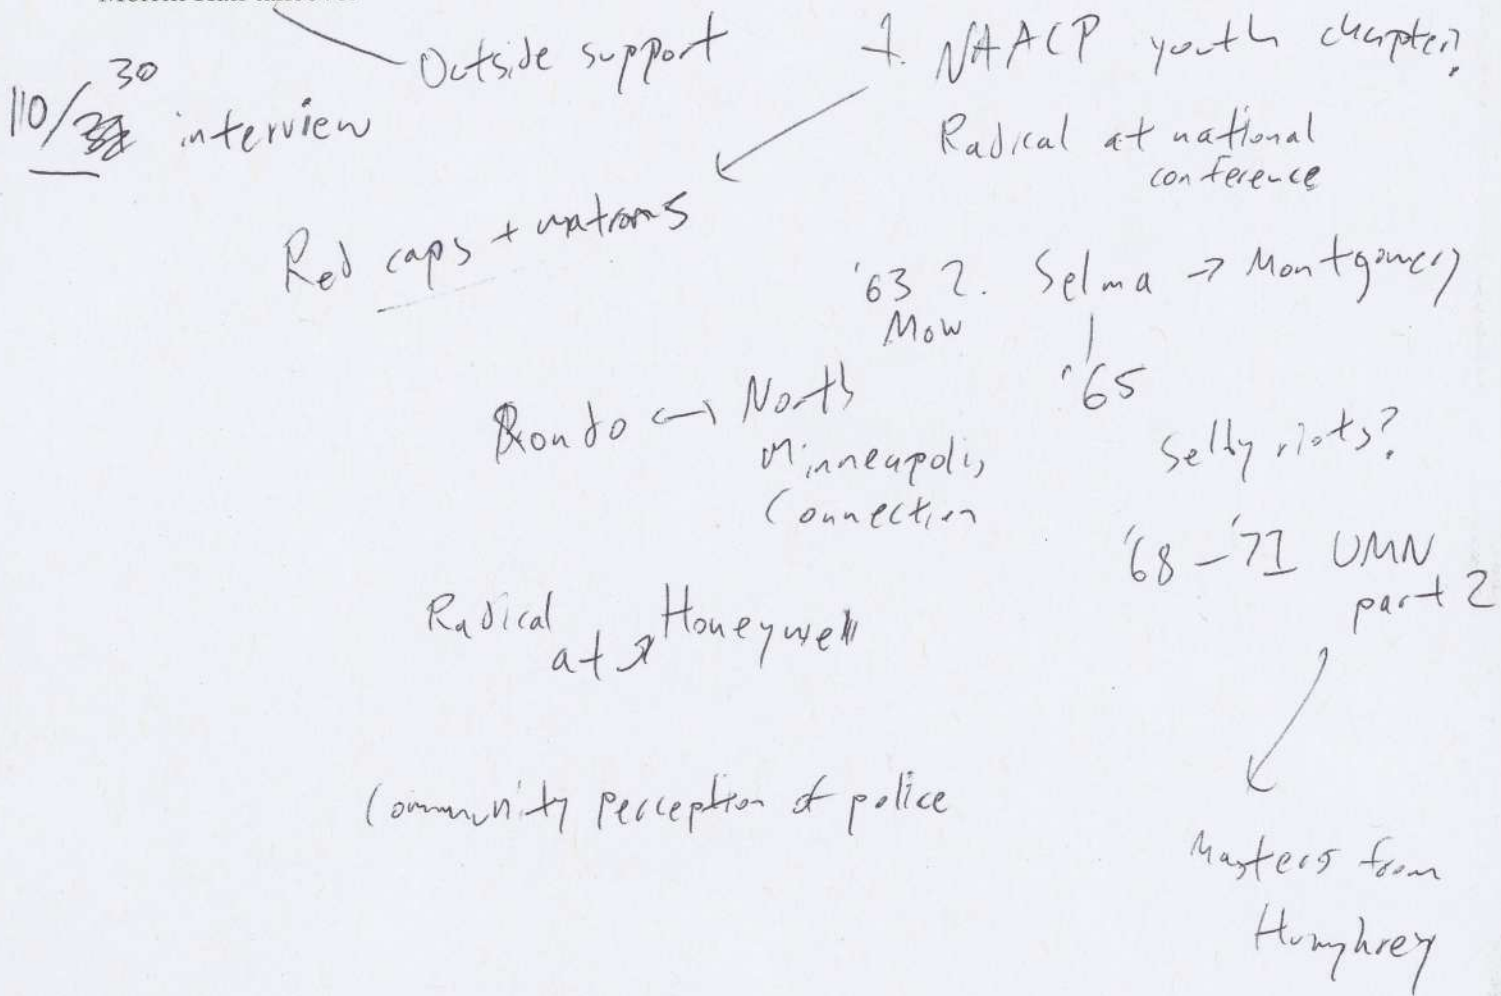 Outside support
110/30 interview
1. NAACP youth chapter?
Radical at national
conference
Red caps + matrons
'63 2. Selma → Montgomery
MOW
'65
Rondo ↔ North
Minneapolis
Connection
Selby riots?
'68-'71 UMN
part 2
Radical
at Honeywell
Community perception of police
Masters from
Humphrey